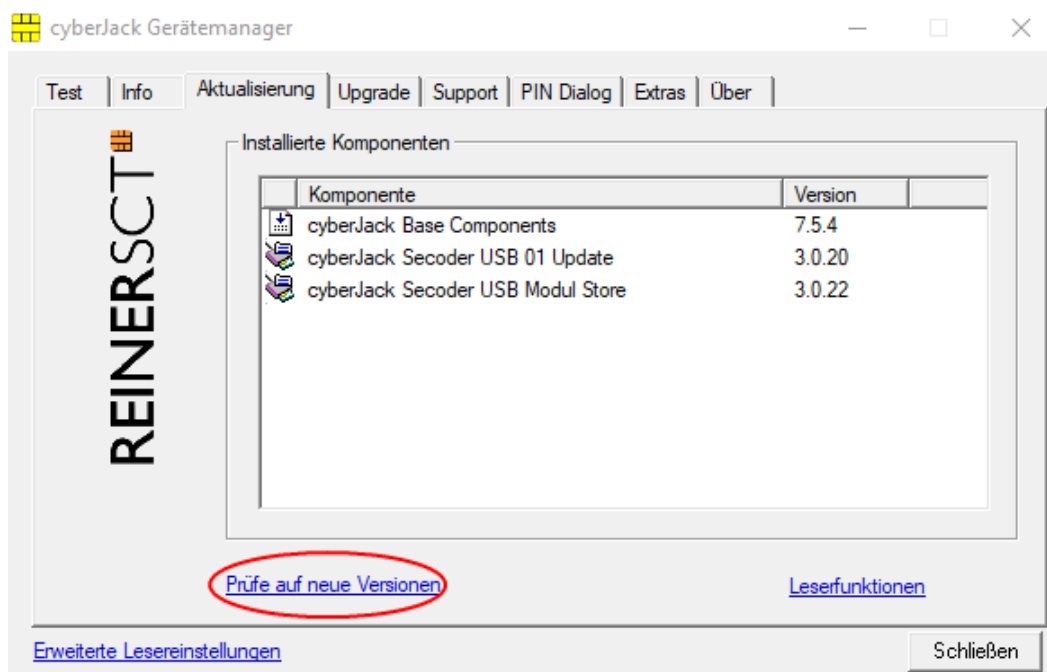 cyberJack Gerätemanager
Test Info Aktualisierung Upgrade Support PIN Dialog Extras Über
REINERSCT
Installierte Komponenten
Komponente Version
cyberJack Base Components 7.5.4
cyberJack Secoder USB 01 Update 3.0.20
cyberJack Secoder USB Modul Store 3.0.22
Prüfe auf neue Versionen Leserfunktionen
Erweiterte Lesereinstellungen Schließen